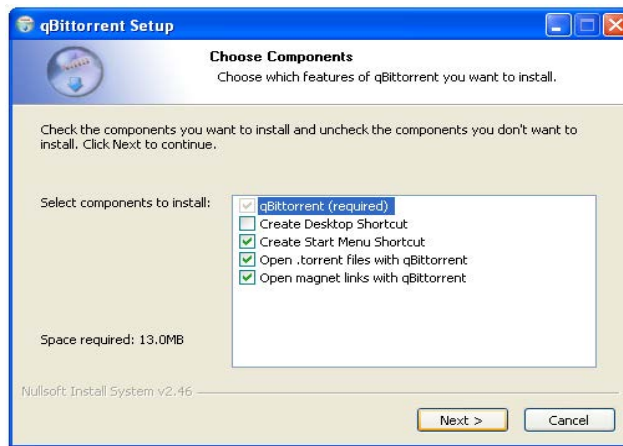 qBittorrent Setup
Choose Components
Choose which features of qBittorrent you want to install.
Check the components you want to install and uncheck the components you don't want to
install. Click Next to continue.
Select components to install:
qBittorrent (required)
Create Desktop Shortcut
Create Start Menu Shortcut
Open .torrent files with qBittorrent
Open magnet links with qBittorrent
Space required: 13.0MB
Nullsoft Install System v2.46
Next >
Cancel